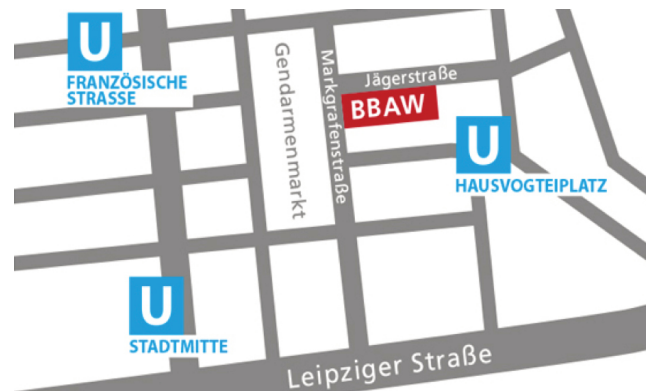 U
FRANZÖSISCHE
STRASSE
Gendarmenmarkt
Markgrafenstraße
Jägerstraße
BBAW
U
HAUSVOGTEIPLATZ
U
STADTMITTE
Leipziger Straße